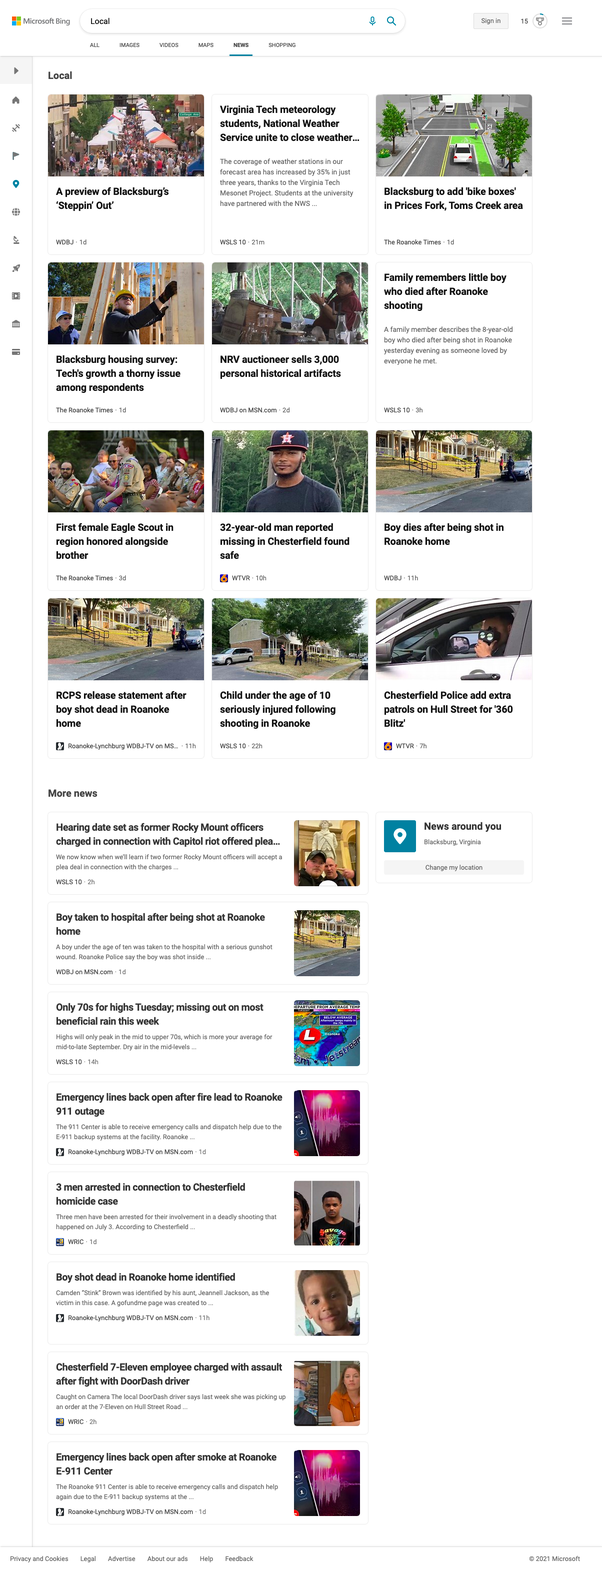 Microsoft Bing
Local
Sign in
15
ALL
IMAGES
VIDEOS
MAPS
NEWS
SHOPPING
Local
A preview of Blacksburg's
'Steppin' Out'
WDBJ · 1d
Virginia Tech meteorology
students, National Weather
Service unite to close weather...
The coverage of weather stations in our
forecast area has increased by 35% in just
three years, thanks to the Virginia Tech
Mesonet Project. Students at the university
have partnered with the NWS ...
WSLS 10 · 21m
Blacksburg to add 'bike boxes'
in Prices Fork, Toms Creek area
The Roanoke Times · 1d
Blacksburg housing survey:
Tech's growth a thorny issue
among respondents
The Roanoke Times · 1d
NRV auctioneer sells 3,000
personal historical artifacts
WDBJ on MSN.com · 2d
Family remembers little boy
who died after Roanoke
shooting
A family member describes the 8-year-old
boy who died after being shot in Roanoke
yesterday evening as someone loved by
everyone he met.
WSLS 10 · 3h
First female Eagle Scout in
region honored alongside
brother
The Roanoke Times · 3d
32-year-old man reported
missing in Chesterfield found
safe
WTVR · 10h
Boy dies after being shot in
Roanoke home
WDBJ · 11h
RCPS release statement after
boy shot dead in Roanoke
home
Roanoke-Lynchburg WDBJ-TV on MS... · 11h
Child under the age of 10
seriously injured following
shooting in Roanoke
WSLS 10 · 22h
Chesterfield Police add extra
patrols on Hull Street for '360
Blitz'
WTVR · 7h
More news
Hearing date set as former Rocky Mount officers
charged in connection with Capitol riot offered plea...
We now know when we'll learn if two former Rocky Mount officers will accept a
plea deal in connection with the charges ...
WSLS 10 · 2h
News around you
Blacksburg, Virginia
Change my location
Boy taken to hospital after being shot at Roanoke
home
A boy under the age of ten was taken to the hospital with a serious gunshot
wound. Roanoke Police say the boy was shot inside ...
WDBJ on MSN.com · 1d
Only 70s for highs Tuesday; missing out on most
beneficial rain this week
Highs will only peak in the mid to upper 70s, which is more your average for
mid-to-late September. Dry air in the mid-levels ...
WSLS 10 · 14h
DEPARTURE FROM AVERAGE TEMP
BELOW AVERAGE
L
Roanoke
Jet stream
Emergency lines back open after fire lead to Roanoke
911 outage
The 911 Center is able to receive emergency calls and dispatch help due to the
E-911 backup systems at the facility. Roanoke ...
Roanoke-Lynchburg WDBJ-TV on MSN.com · 1d
3 men arrested in connection to Chesterfield
homicide case
Three men have been arrested for their involvement in a deadly shooting that
happened on July 3. According to Chesterfield ...
WRIC · 1d
Savage
Boy shot dead in Roanoke home identified
Camden "Stink" Brown was identified by his aunt, Jeannell Jackson, as the
victim in this case. A gofundme page was created to ...
Roanoke-Lynchburg WDBJ-TV on MSN.com · 11h
Chesterfield 7-Eleven employee charged with assault
after fight with DoorDash driver
Caught on Camera The local DoorDash driver says last week she was picking up
an order at the 7-Eleven on Hull Street Road ...
WRIC · 2h
Emergency lines back open after smoke at Roanoke
E-911 Center
The Roanoke 911 Center is able to receive emergency calls and dispatch help
again due to the E-911 backup systems at the ...
Roanoke-Lynchburg WDBJ-TV on MSN.com · 1d
Privacy and Cookies
Legal
Advertise
About our ads
Help
Feedback
© 2021 Microsoft